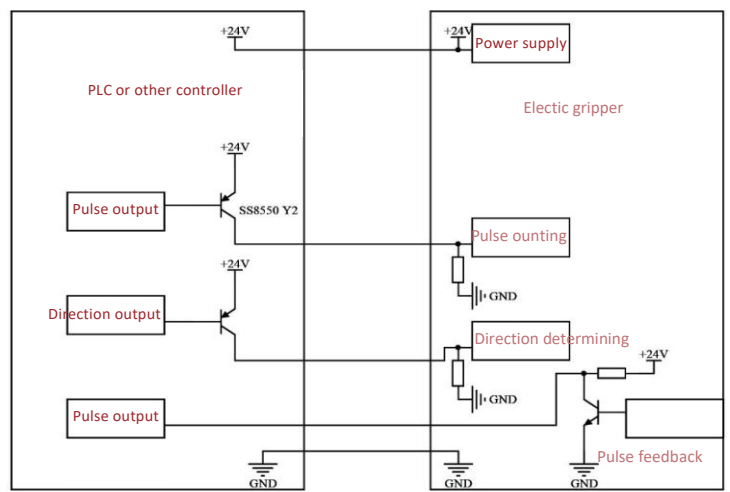 +24V
+24V
Power supply
PLC or other controller
Electic gripper
+24V
Pulse output
SS8550 Y2
Pulse ounting
+24V
GND
Direction output
Direction determining
+24V
GND
Pulse output
Pulse feedback
GND
GND
GND